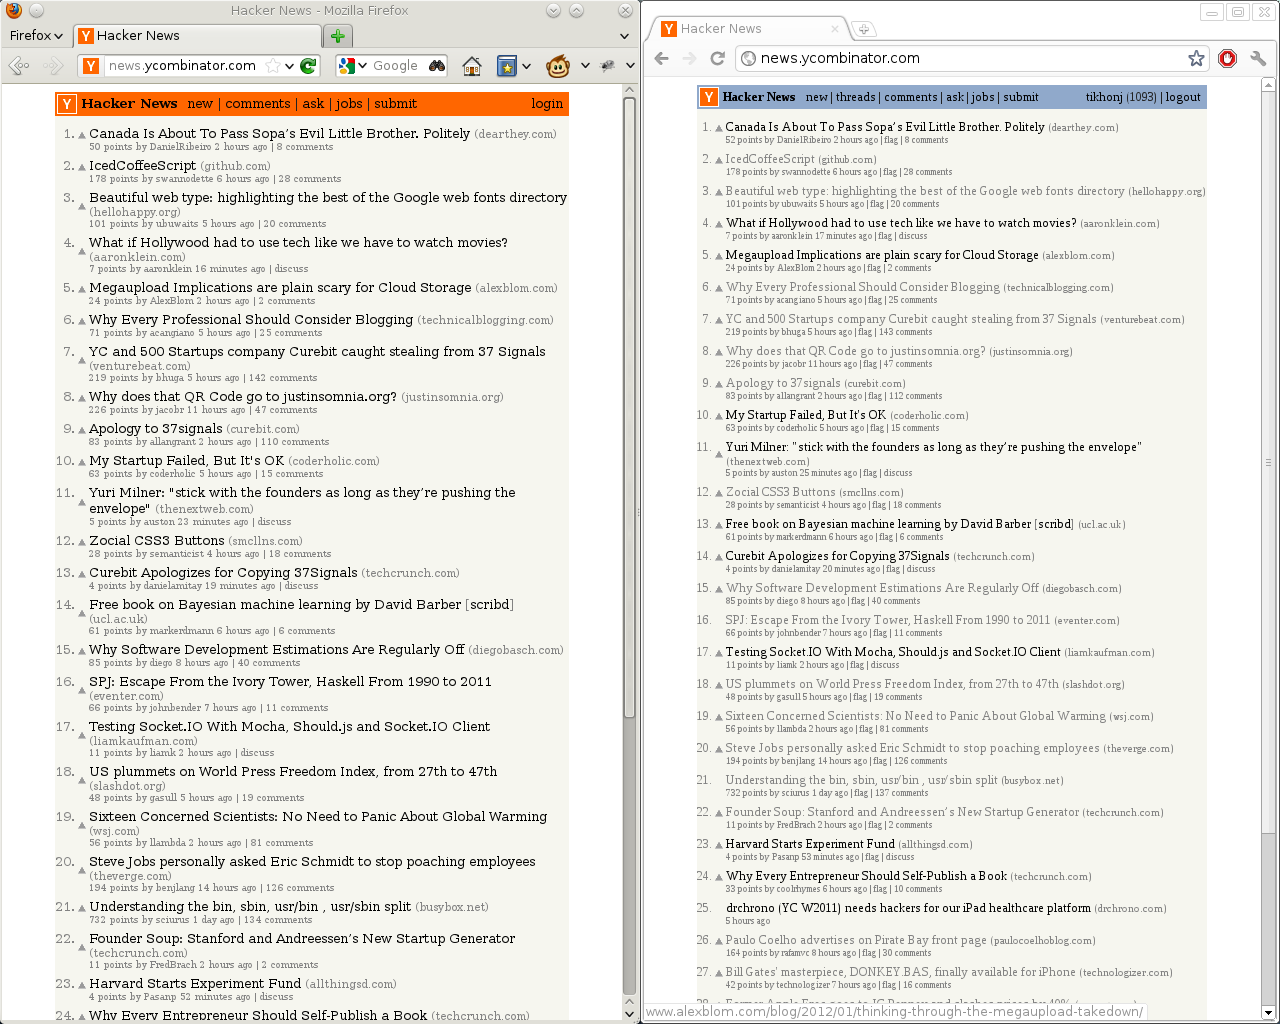 Hacker News - Mozilla Firefox
Firefox
Hacker News
news.ycombinator.com
Google
Y Hacker News new | comments | ask | jobs | submit login
1. Canada Is About To Pass Sopa's Evil Little Brother. Politely (dearthey.com)
50 points by DanielRibeiro 2 hours ago | 8 comments
2. IcedCoffeeScript (github.com)
178 points by swannodette 6 hours ago | 28 comments
3. Beautiful web type: highlighting the best of the Google web fonts directory
(hellohappy.org)
101 points by ubuwaits 5 hours ago | 20 comments
4. What if Hollywood had to use tech like we have to watch movies?
(aaronklein.com)
7 points by aaronklein 16 minutes ago | discuss
5. Megaupload Implications are plain scary for Cloud Storage (alexblom.com)
24 points by AlexBlom 2 hours ago | 2 comments
6. Why Every Professional Should Consider Blogging (technicalblogging.com)
71 points by acangiano 5 hours ago | 25 comments
7. YC and 500 Startups company Curebit caught stealing from 37 Signals
(venturebeat.com)
219 points by bhuga 5 hours ago | 142 comments
8. Why does that QR Code go to justinsomnia.org? (justinsomnia.org)
226 points by jacobr 11 hours ago | 47 comments
9. Apology to 37signals (curebit.com)
83 points by allangrant 2 hours ago | 110 comments
10. My Startup Failed, But It's OK (coderholic.com)
63 points by coderholic 5 hours ago | 15 comments
11. Yuri Milner: "stick with the founders as long as they're pushing the
envelope" (thenextweb.com)
5 points by auston 23 minutes ago | discuss
12. Zocial CSS3 Buttons (smcllns.com)
28 points by semanticist 4 hours ago | 18 comments
13. Curebit Apologizes for Copying 37Signals (techcrunch.com)
4 points by danielamitay 19 minutes ago | discuss
14. Free book on Bayesian machine learning by David Barber [scribd]
(ucl.ac.uk)
61 points by markerdmann 6 hours ago | 6 comments
15. Why Software Development Estimations Are Regularly Off (diegobasch.com)
85 points by diego 8 hours ago | 40 comments
16. SPJ: Escape From the Ivory Tower, Haskell From 1990 to 2011
(eventer.com)
66 points by johnbender 7 hours ago | 11 comments
17. Testing Socket.IO With Mocha, Should.js and Socket.IO Client
(liamkaufman.com)
11 points by liamk 2 hours ago | discuss
18. US plummets on World Press Freedom Index, from 27th to 47th
(slashdot.org)
48 points by gasull 5 hours ago | 19 comments
19. Sixteen Concerned Scientists: No Need to Panic About Global Warming
(wsj.com)
56 points by llambda 2 hours ago | 81 comments
20. Steve Jobs personally asked Eric Schmidt to stop poaching employees
(theverge.com)
194 points by benjlang 14 hours ago | 126 comments
21. Understanding the bin, sbin, usr/bin , usr/sbin split (busybox.net)
732 points by sciurus 1 day ago | 134 comments
22. Founder Soup: Stanford and Andreessen's New Startup Generator
(techcrunch.com)
11 points by FredBrach 2 hours ago | 2 comments
23. Harvard Starts Experiment Fund (allthingsd.com)
4 points by Pasanp 52 minutes ago | discuss
24. Why Every Entrepreneur Should Self-Publish a Book (techcrunch.com)
Hacker News
news.ycombinator.com
Y Hacker News new | threads | comments | ask | jobs | submit tikhonj (1093) | logout
1. Canada Is About To Pass Sopa's Evil Little Brother. Politely (dearthey.com)
52 points by DanielRibeiro 2 hours ago | flag | 8 comments
2. IcedCoffeeScript (github.com)
178 points by swannodette 6 hours ago | flag | 28 comments
3. Beautiful web type: highlighting the best of the Google web fonts directory (hellohappy.org)
101 points by ubuwaits 5 hours ago | flag | 20 comments
4. What if Hollywood had to use tech like we have to watch movies? (aaronklein.com)
7 points by aaronklein 17 minutes ago | flag | discuss
5. Megaupload Implications are plain scary for Cloud Storage (alexblom.com)
24 points by AlexBlom 2 hours ago | flag | 2 comments
6. Why Every Professional Should Consider Blogging (technicalblogging.com)
71 points by acangiano 5 hours ago | flag | 25 comments
7. YC and 500 Startups company Curebit caught stealing from 37 Signals (venturebeat.com)
219 points by bhuga 5 hours ago | flag | 143 comments
8. Why does that QR Code go to justinsomnia.org? (justinsomnia.org)
226 points by jacobr 11 hours ago | flag | 47 comments
9. Apology to 37signals (curebit.com)
83 points by allangrant 2 hours ago | flag | 112 comments
10. My Startup Failed, But It's OK (coderholic.com)
63 points by coderholic 5 hours ago | flag | 15 comments
11. Yuri Milner: "stick with the founders as long as they're pushing the envelope"
(thenextweb.com)
5 points by auston 25 minutes ago | flag | discuss
12. Zocial CSS3 Buttons (smcllns.com)
28 points by semanticist 4 hours ago | flag | 18 comments
13. Free book on Bayesian machine learning by David Barber [scribd] (ucl.ac.uk)
61 points by markerdmann 6 hours ago | flag | 6 comments
14. Curebit Apologizes for Copying 37Signals (techcrunch.com)
4 points by danielamitay 20 minutes ago | flag | discuss
15. Why Software Development Estimations Are Regularly Off (diegobasch.com)
85 points by diego 8 hours ago | flag | 40 comments
16. SPJ: Escape From the Ivory Tower, Haskell From 1990 to 2011 (eventer.com)
66 points by johnbender 7 hours ago | flag | 11 comments
17. Testing Socket.IO With Mocha, Should.js and Socket.IO Client (liamkaufman.com)
11 points by liamk 2 hours ago | flag | discuss
18. US plummets on World Press Freedom Index, from 27th to 47th (slashdot.org)
48 points by gasull 5 hours ago | flag | 19 comments
19. Sixteen Concerned Scientists: No Need to Panic About Global Warming (wsj.com)
56 points by llambda 2 hours ago | flag | 81 comments
20. Steve Jobs personally asked Eric Schmidt to stop poaching employees (theverge.com)
194 points by benjlang 14 hours ago | flag | 126 comments
21. Understanding the bin, sbin, usr/bin , usr/sbin split (busybox.net)
732 points by sciurus 1 day ago | flag | 137 comments
22. Founder Soup: Stanford and Andreessen's New Startup Generator (techcrunch.com)
11 points by FredBrach 2 hours ago | flag | 2 comments
23. Harvard Starts Experiment Fund (allthingsd.com)
4 points by Pasanp 53 minutes ago | flag | discuss
24. Why Every Entrepreneur Should Self-Publish a Book (techcrunch.com)
33 points by coolrhymes 6 hours ago | flag | 10 comments
25. drchrono (YC W2011) needs hackers for our iPad healthcare platform (drchrono.com)
5 hours ago
26. Paulo Coelho advertises on Pirate Bay front page (paulocoelhoblog.com)
164 points by rafamvc 8 hours ago | flag | 30 comments
27. Bill Gates' masterpiece, DONKEY.BAS, finally available for iPhone (technologizer.com)
42 points by technologizer 7 hours ago | flag | 16 comments
www.alexblom.com/blog/2012/01/thinking-through-the-megaupload-takedown/